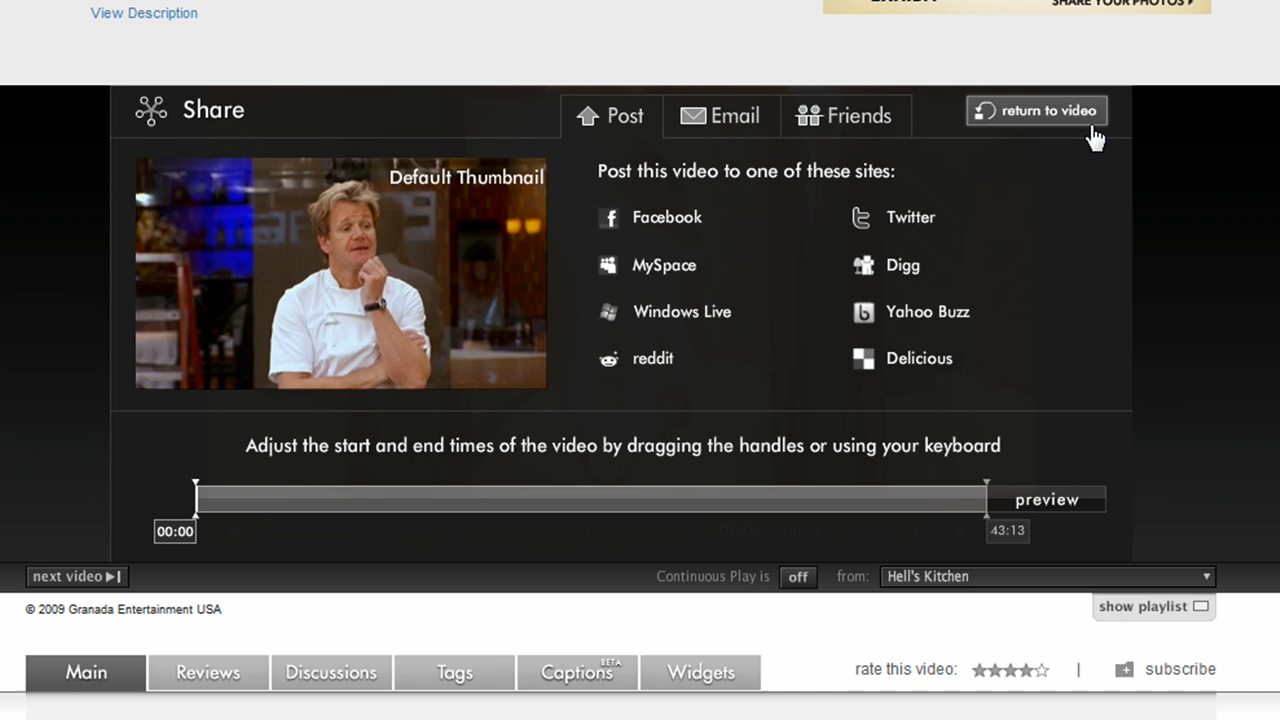 View Description
SHARE YOUR PHOTOS
Share
Post
Email
Friends
return to video
Default Thumbnail
Post this video to one of these sites:
Facebook
Twitter
MySpace
Digg
Windows Live
Yahoo Buzz
reddit
Delicious
Adjust the start and end times of the video by dragging the handles or using your keyboard
preview
00:00
43:13
next video
Continuous Play is off from: Hell's Kitchen
© 2009 Granada Entertainment USA
show playlist
Main
Reviews
Discussions
Tags
Captions BETA
Widgets
rate this video:
|
subscribe